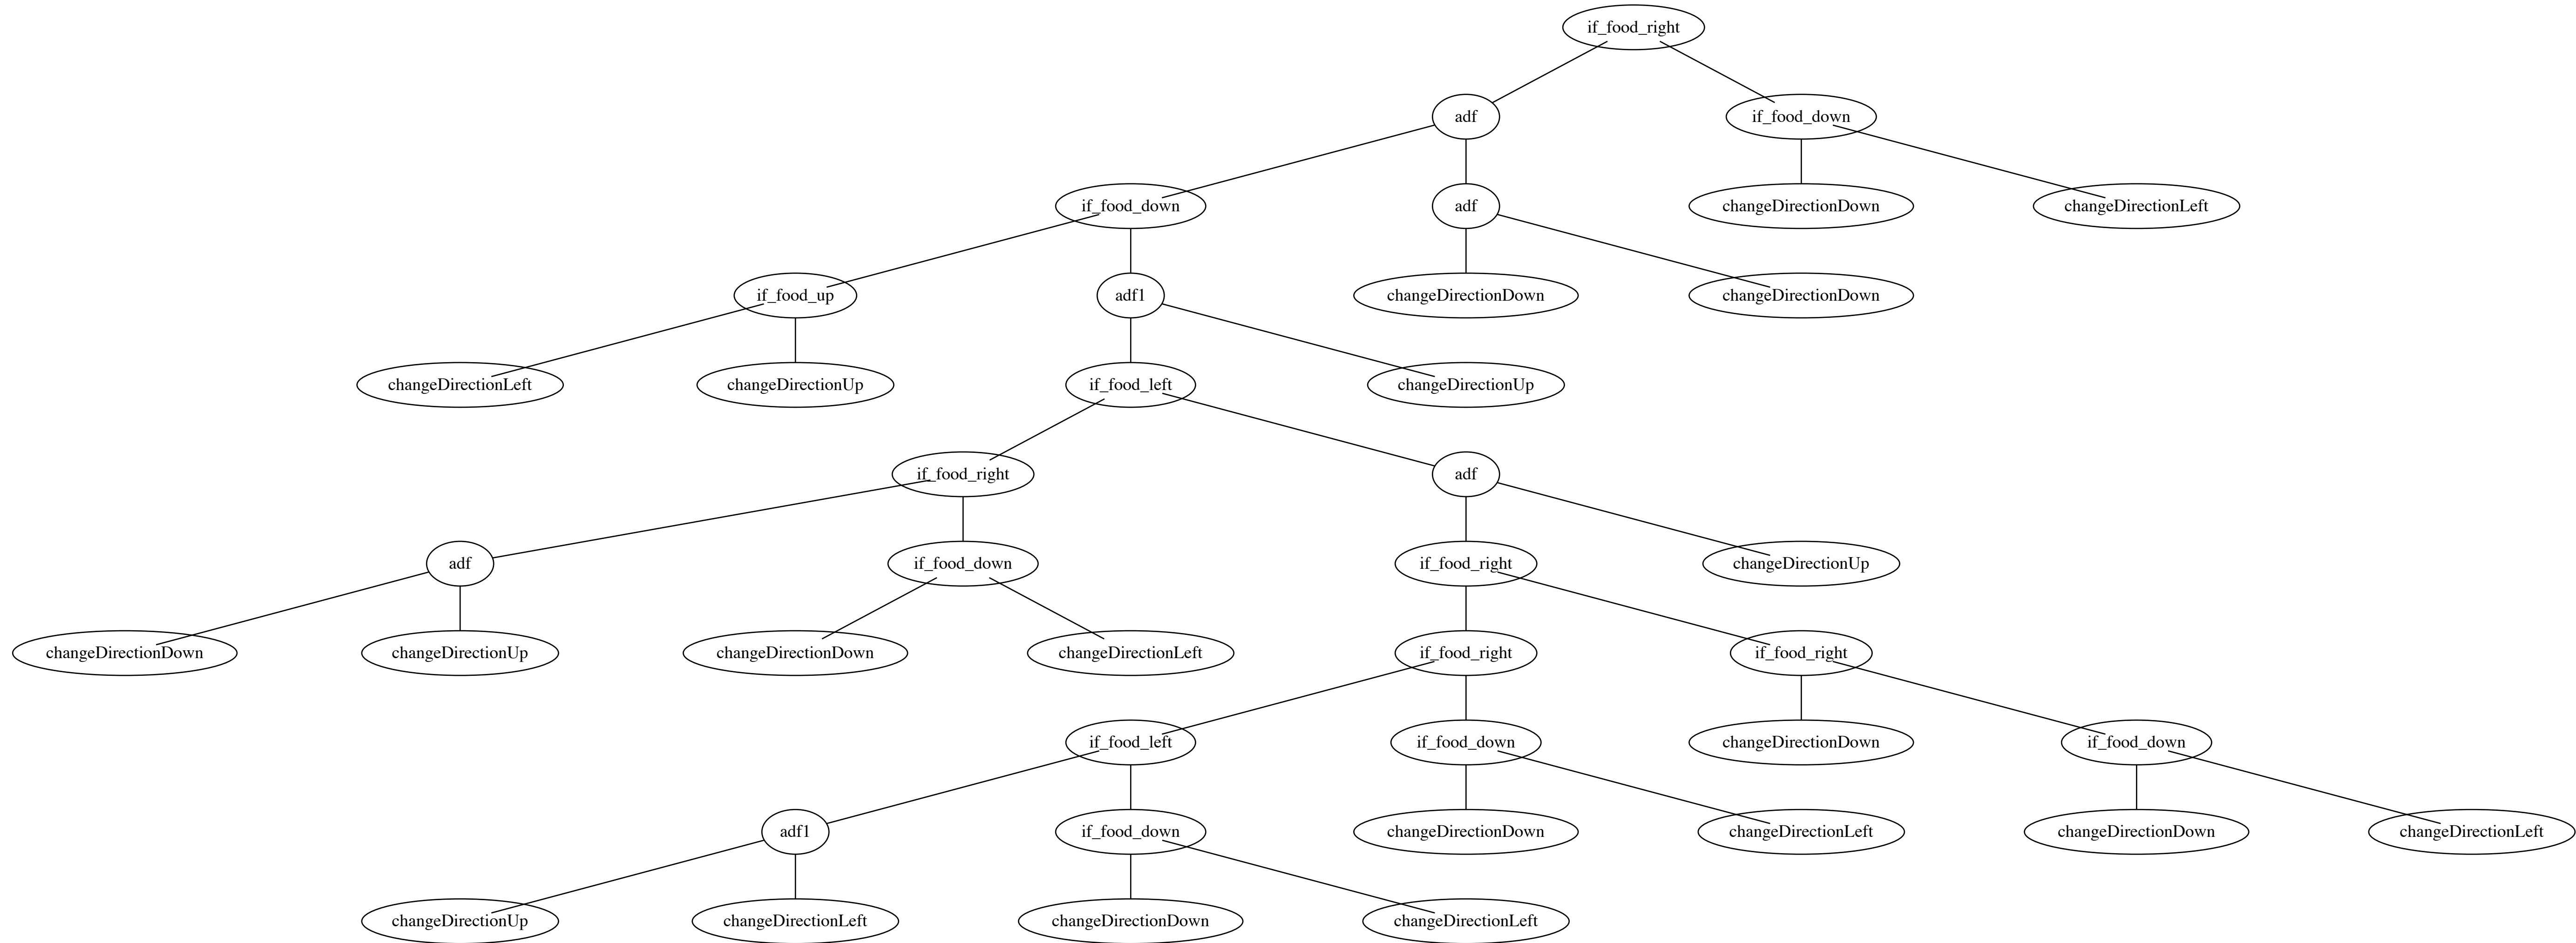 if_food_right
adf
if_food_down
if_food_down
adf
changeDirectionDown
changeDirectionLeft
if_food_up
adf1
changeDirectionDown
changeDirectionDown
changeDirectionLeft
changeDirectionUp
if_food_left
changeDirectionUp
if_food_right
adf
adf
if_food_down
if_food_right
changeDirectionUp
changeDirectionDown
changeDirectionUp
changeDirectionDown
changeDirectionLeft
if_food_right
if_food_right
if_food_left
if_food_down
changeDirectionDown
if_food_down
adf1
if_food_down
changeDirectionDown
changeDirectionLeft
changeDirectionDown
changeDirectionLeft
changeDirectionUp
changeDirectionLeft
changeDirectionDown
changeDirectionLeft